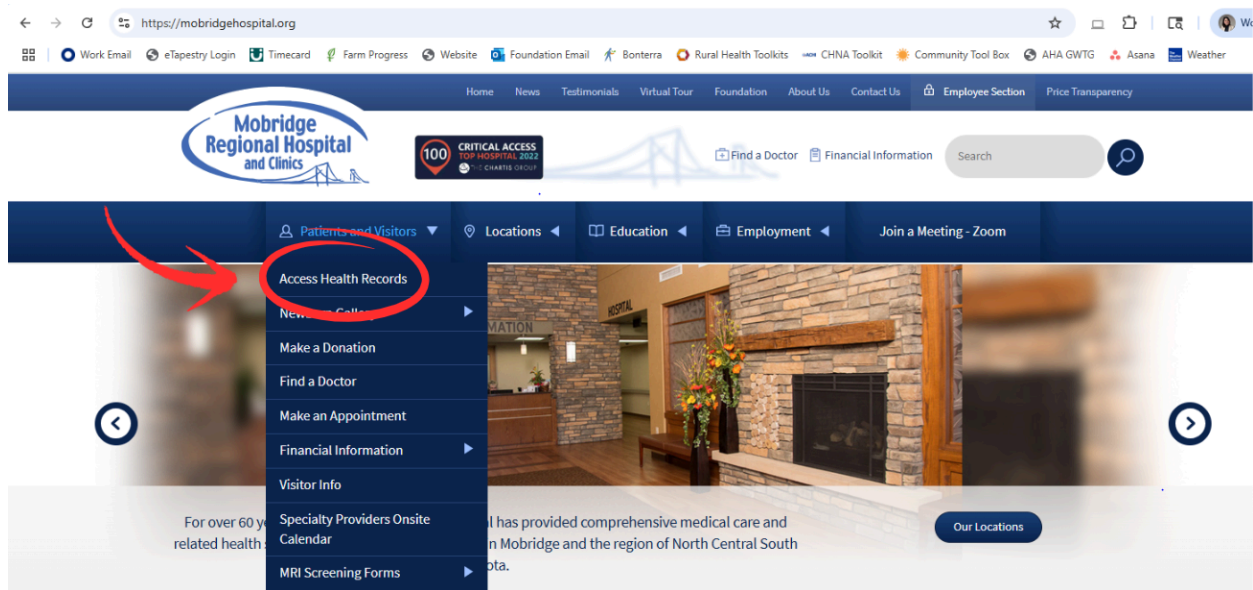 https://mobridgehospital.org
Work Email eTapestry Login Timecard Farm Progress Website Foundation Email Bonterra Rural Health Toolkits CHNA Toolkit Community Tool Box AHA GWTG Asana Weather
Home News Testimonials Virtual Tour Foundation About Us Contact Us Employee Section Price Transparency
Mobridge
Regional Hospital
and Clinics
100
CRITICAL ACCESS
TOP HOSPITAL 2022
THE CHARTIS GROUP
Find a Doctor Financial Information Search
Patients and Visitors Locations Education Employment Join a Meeting - Zoom
Access Health Records
Make a Donation
Find a Doctor
Make an Appointment
Financial Information
Visitor Info
Specialty Providers Onsite
Calendar
MRI Screening Forms
HOSPITAL
For over 60
l has provided comprehensive medical care and
related health
n Mobridge and the region of North Central South
ota.
Our Locations